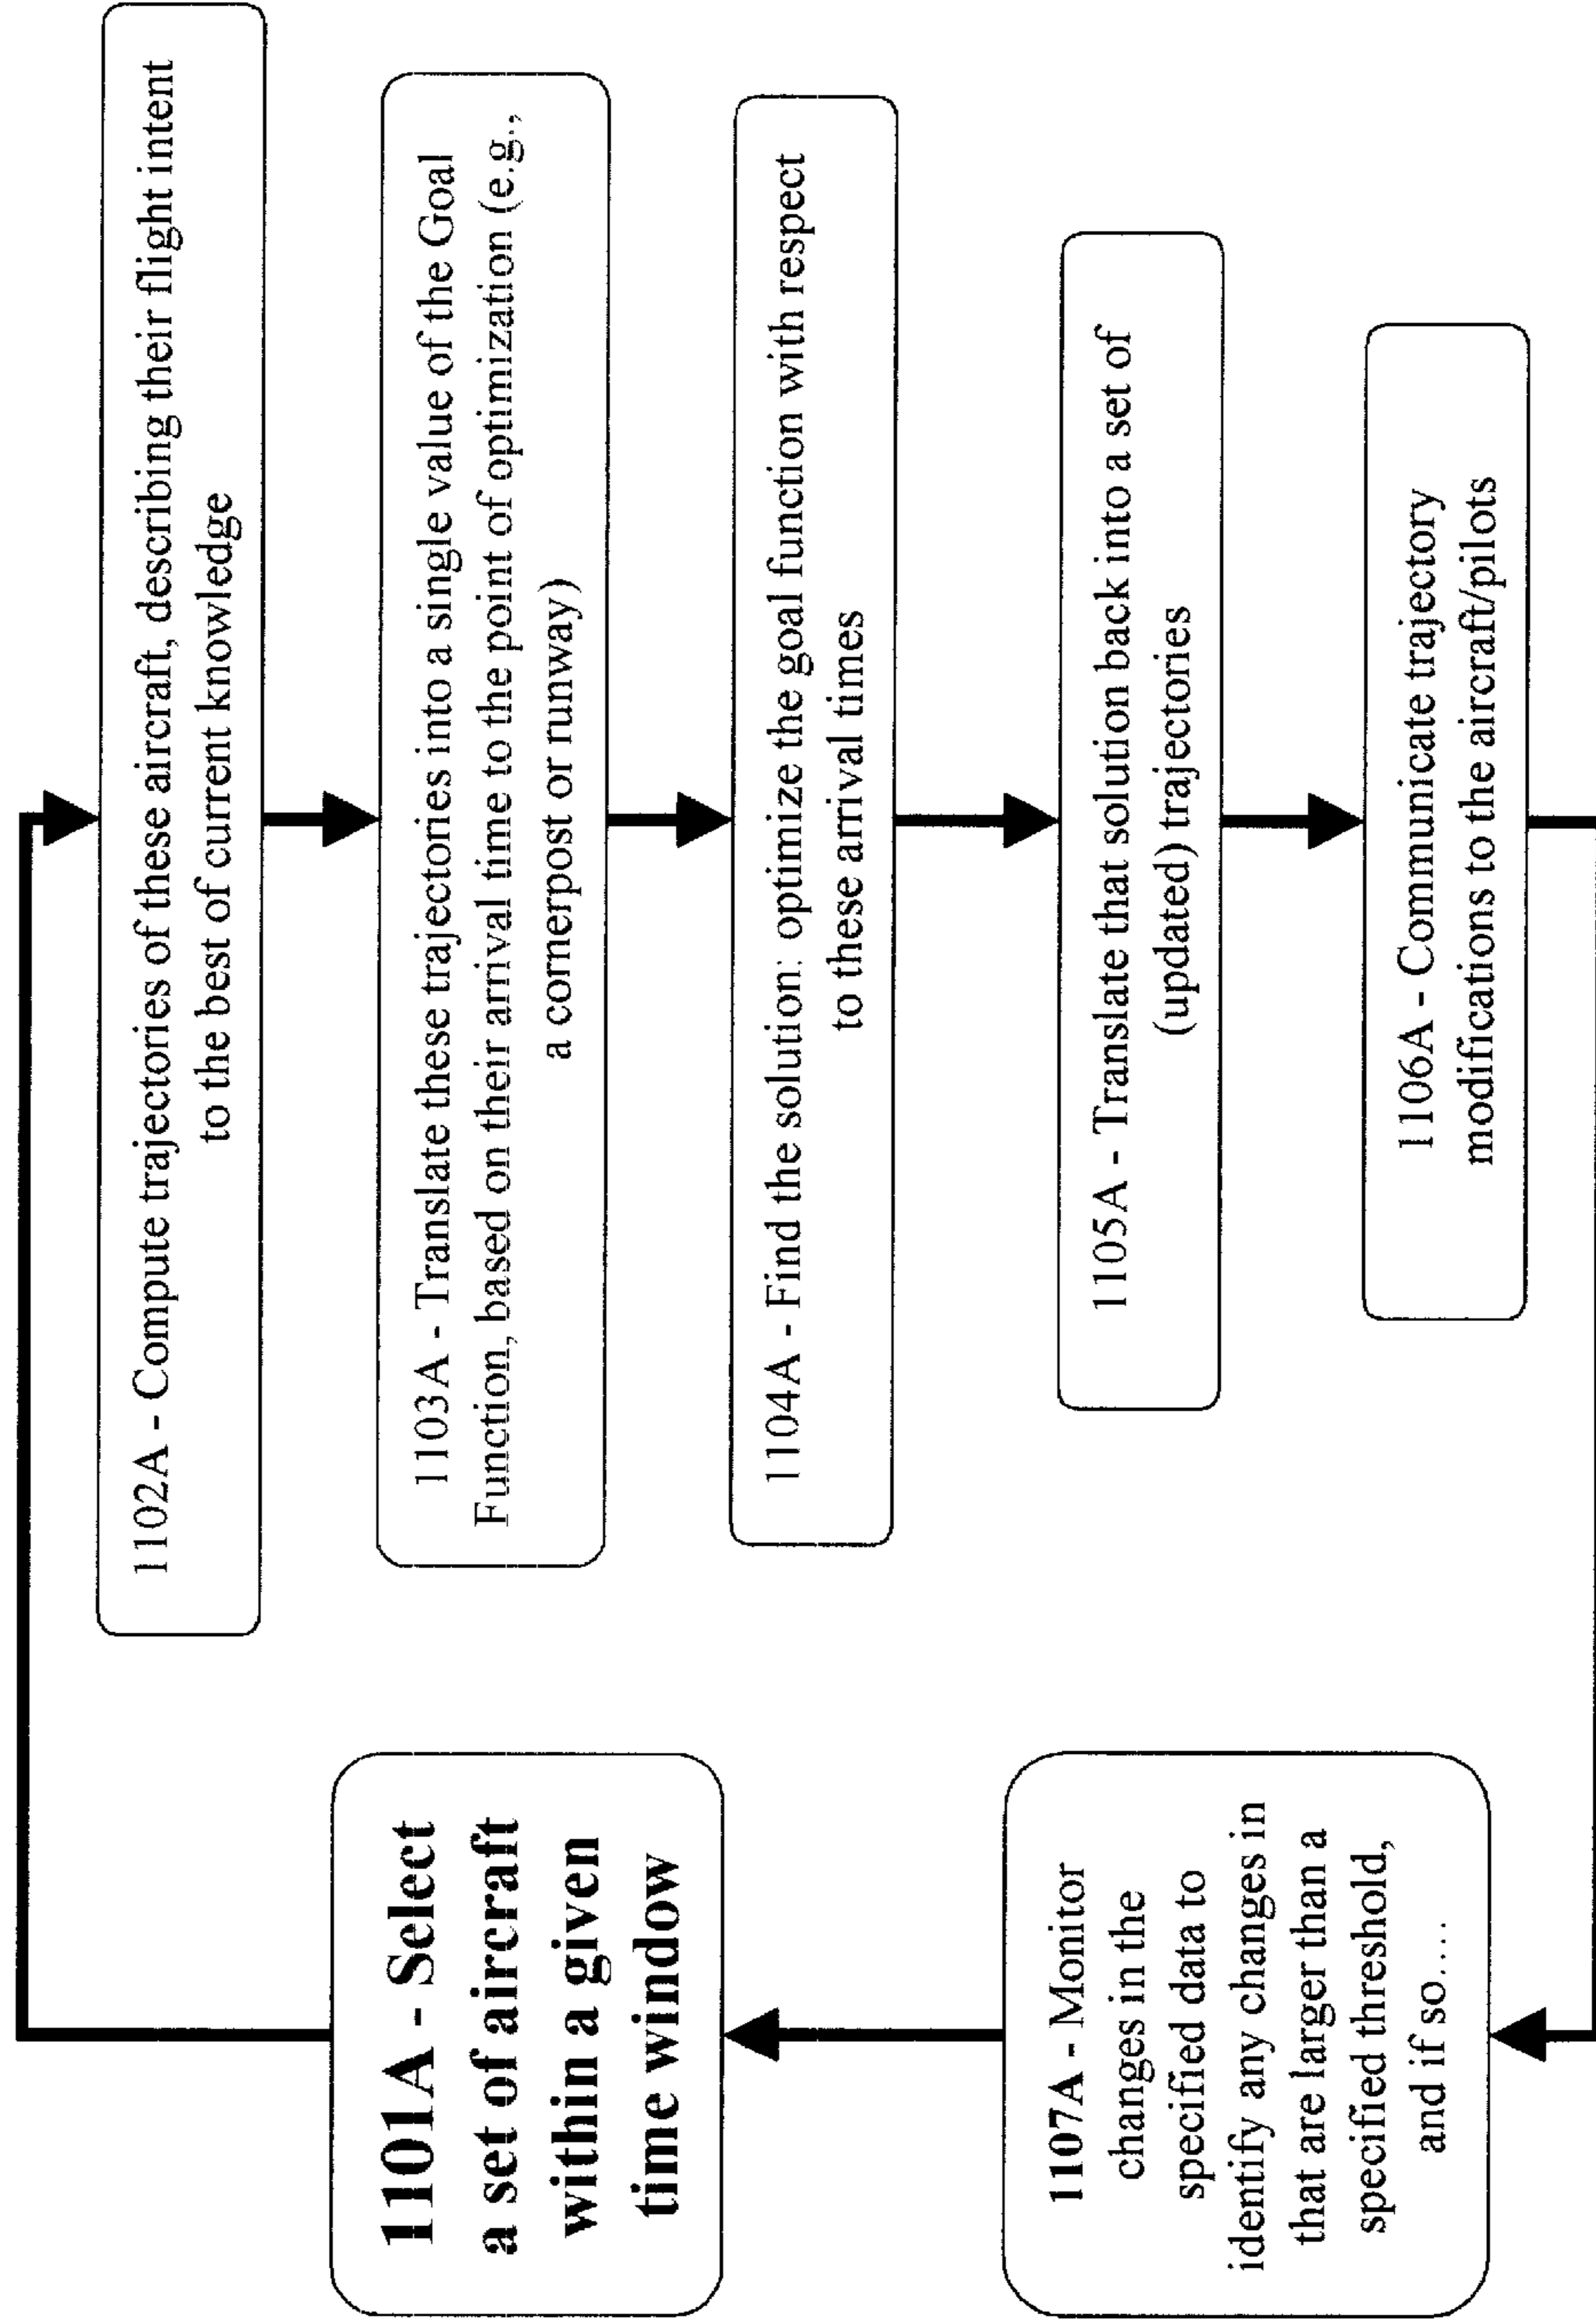 1101A - Select
a set of aircraft
within a given
time window
1102A - Compute trajectories of these aircraft, describing their flight intent
to the best of current knowledge
1103A - Translate these trajectories into a single value of the Goal
Function, based on their arrival time to the point of optimization (e.g.,
a cornerpost or runway)
1104A - Find the solution: optimize the goal function with respect
to these arrival times
1105A - Translate that solution back into a set of
(updated) trajectories
1106A - Communicate trajectory
modifications to the aircraft/pilots
1107A - Monitor
changes in the
specified data to
identify any changes in
that are larger than a
specified threshold,
and if so....